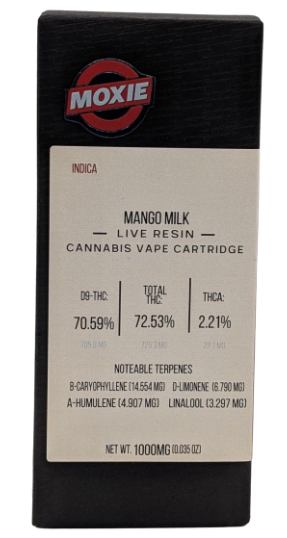 MOXIE
INDICA
MANGO MILK
— LIVE RESIN —
CANNABIS VAPE CARTRIDGE
D9-THC: TOTAL THC: THCA:
70.59% 72.53% 2.21%
NOTEABLE TERPENES
B-CARYOPHYLLENE (14.554 MG) D-LIMONENE (6.790 MG)
A-HUMULENE (4.907 MG) LINALOOL (3.297 MG)
NET WT. 1000MG (0.035 OZ)